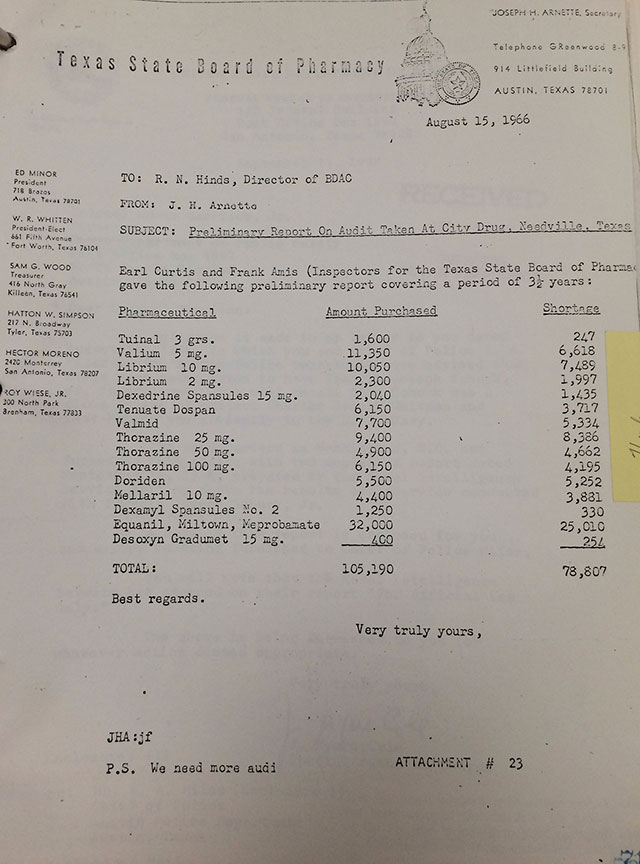 JOSEPH H. ARNETTE, Secretary
Texas State Board of Pharmacy
Telephone GReenwood 8-9
914 Littlefield Building
AUSTIN, TEXAS 78701
August 15, 1966
ED MINOR
President
718 Brazos
Austin, Texas 78701
W. R. WHITTEN
President-Elect
661 Fifth Avenue
Fort Worth, Texas 76104
SAM G. WOOD
Treasurer
416 North Gray
Killeen, Texas 76541
HATTON W. SIMPSON
217 N. Broadway
Tyler, Texas 75703
HECTOR MORENO
2420 Monterrey
San Antonio, Texas 78207
ROY WIESE, JR.
300 North Park
Brenham, Texas 77833
TO: R. N. Hinds, Director of BDAC
FROM: J. H. Arnette
SUBJECT: Preliminary Report On Audit Taken At City Drug, Needville, Texas
Earl Curtis and Frank Amis (Inspectors for the Texas State Board of Pharmac
gave the following preliminary report covering a period of 3½ years:
Pharmaceutical Amount Purchased Shortage
Tuinal 3 grs. 1,600 247
Valium 5 mg. 11,350 6,618
Librium 10 mg. 10,050 7,489
Librium 2 mg. 2,300 1,997
Dexedrine Spansules 15 mg. 2,040 1,435
Tenuate Dospan 6,150 3,717
Valmid 7,700 5,334
Thorazine 25 mg. 9,400 8,386
Thorazine 50 mg. 4,900 4,662
Thorazine 100 mg. 6,150 4,195
Doriden 5,500 5,252
Mellaril 10 mg. 4,400 3,881
Dexamyl Spansules No. 2 1,250 330
Equanil, Miltown, Meprobamate 32,000 25,010
Desoxyn Gradumet 15 mg. 400 254
TOTAL: 105,190 78,807
Best regards.
Very truly yours,
JHA:jf
P.S. We need more audi
ATTACHMENT # 23